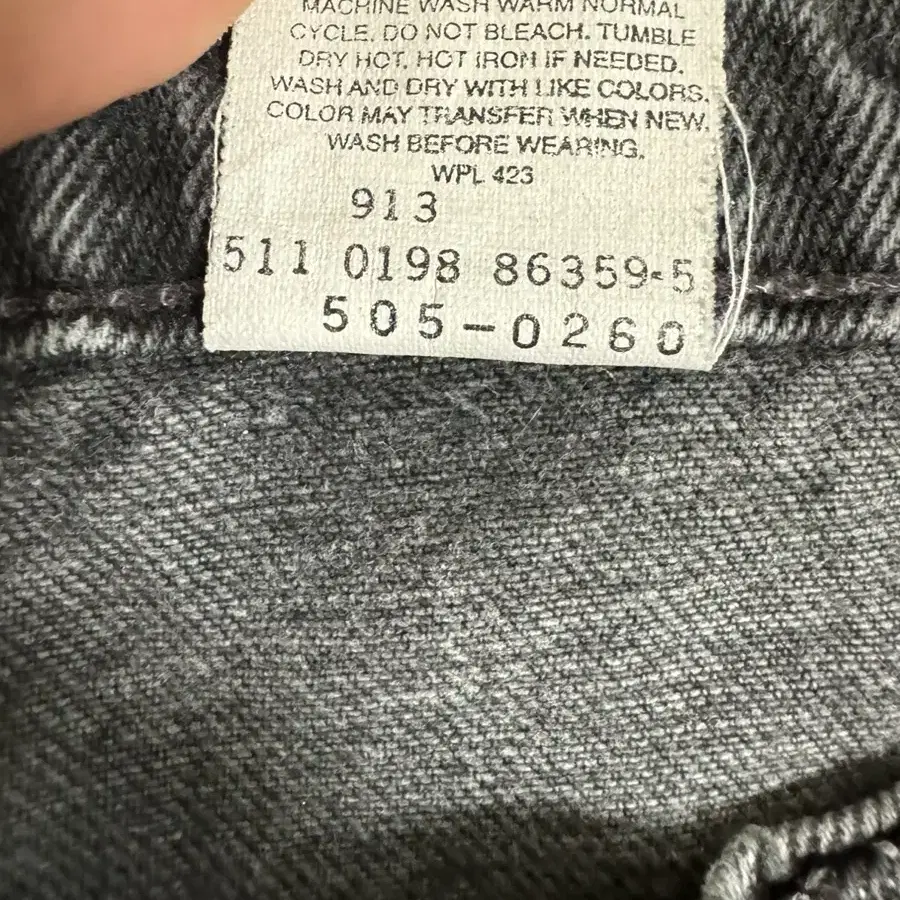 MACHINE WASH WARM NORMAL
CYCLE. DO NOT BLEACH. TUMBLE
DRY HOT. HOT IRON IF NEEDED.
WASH AND DRY WITH LIKE COLORS.
COLOR MAY TRANSFER WHEN NEW.
WASH BEFORE WEARING.
WPL 423
913
511 0198 86359-5
505-0260